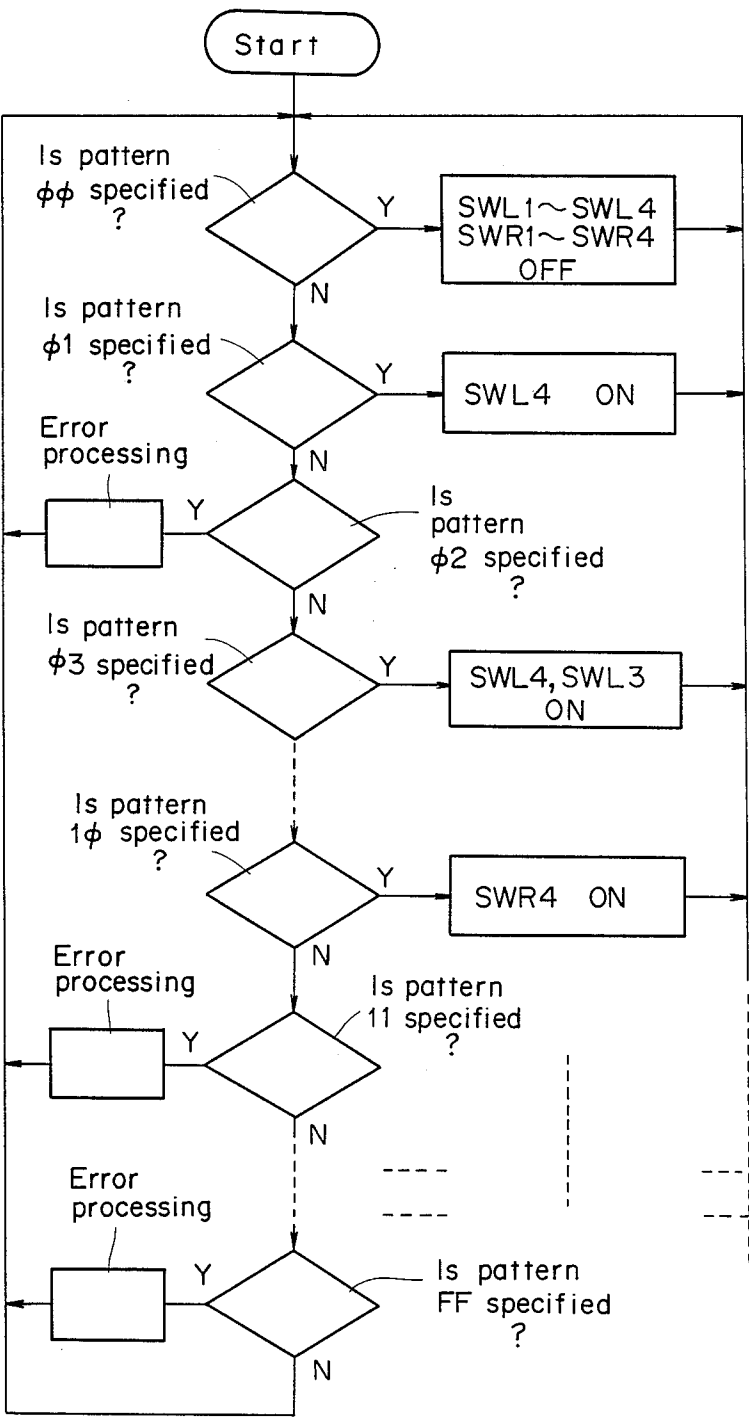 Start
Is pattern
φφ specified
?
Y
SWL1~SWL4
SWR1~SWR4
OFF
N
Is pattern
φ1 specified
?
Y
SWL4 ON
N
Error
processing
Y
Is
pattern
φ2 specified
?
N
Is pattern
φ3 specified
?
Y
SWL4, SWL3
ON
Is pattern
1φ specified
?
Y
SWR4 ON
N
Error
processing
Y
Is pattern
11 specified
?
N
Error
processing
Y
Is pattern
FF specified
?
N